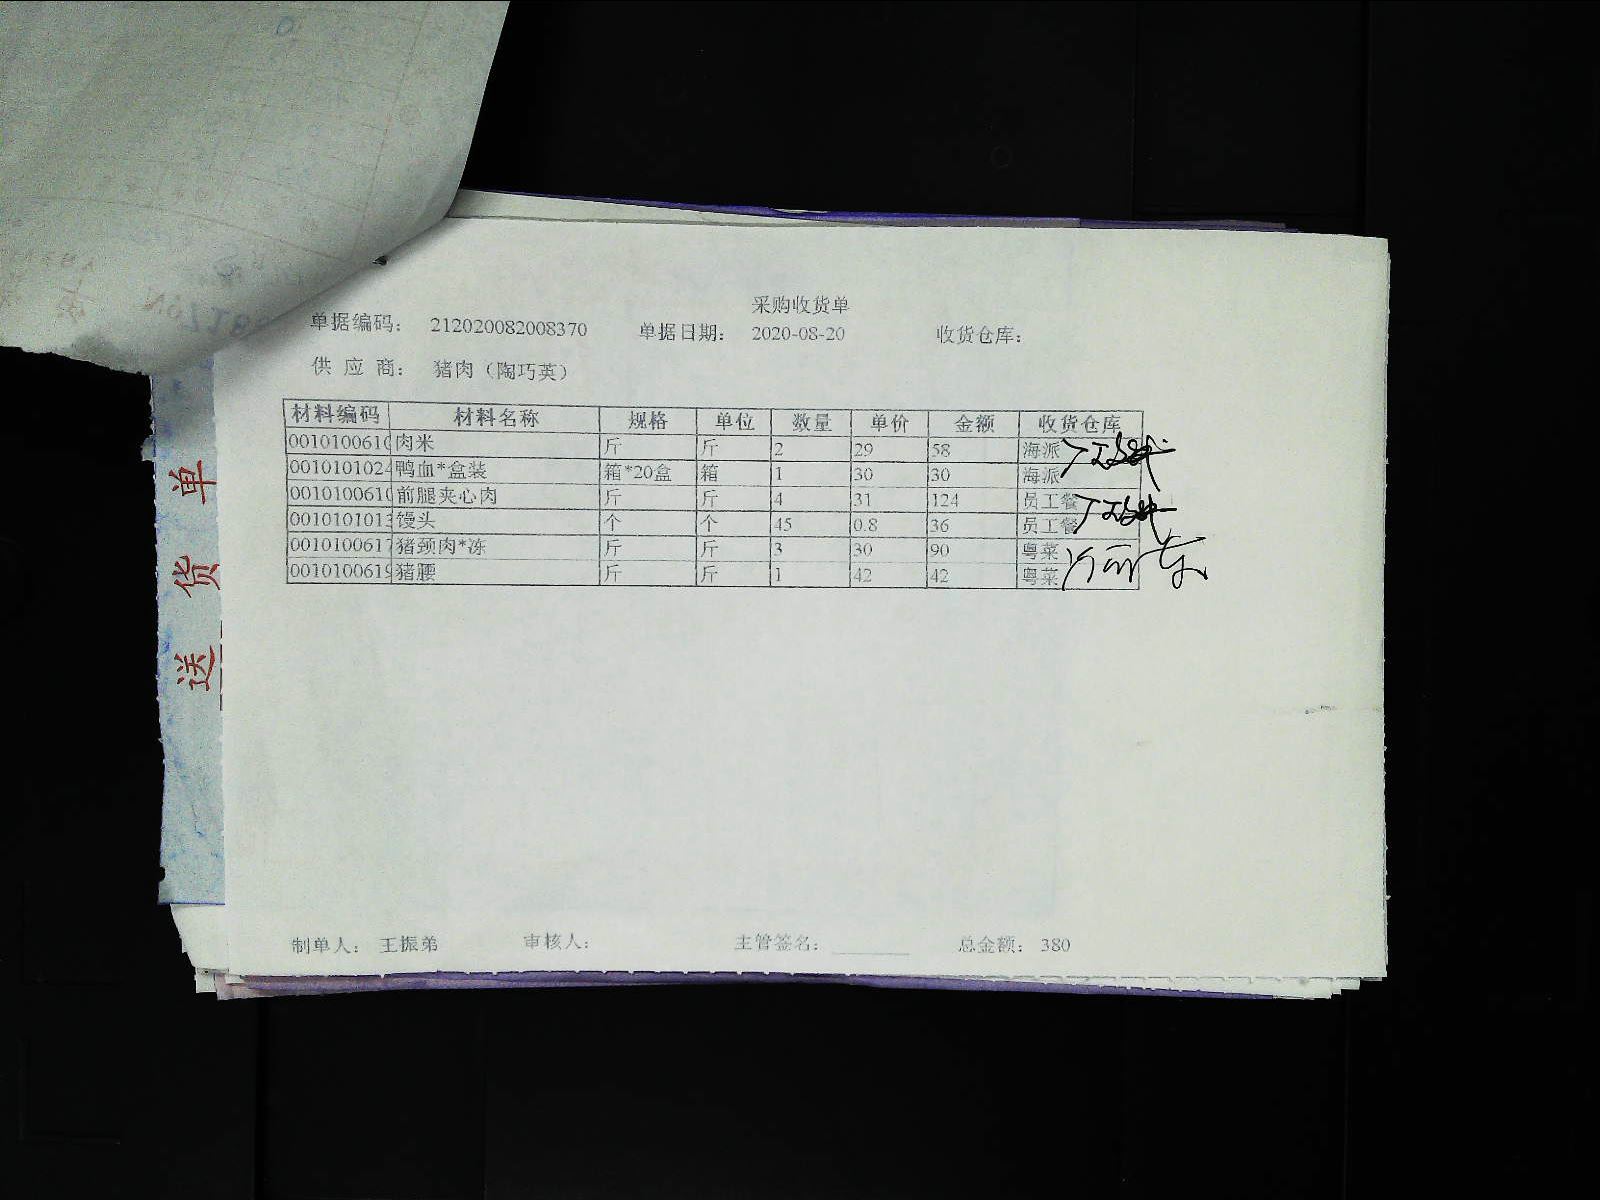 采购收货单
单据编码： 212020082008370 单据日期： 2020-08-20 收货仓库：
供 应 商： 猪肉（陶巧英）
材料编码 材料名称 规格 单位 数量 单价 金额 收货仓库
001010061 肉米 斤 斤 2 29 58 海派
0010101024 鸭血*盒装 箱*20盒 箱 1 30 30 海派
001010061 前腿夹心肉 斤 斤 4 31 124 员工餐
001010101 馒头 个 个 45 0.8 36 员工餐
0010100617 猪颈肉*冻 斤 斤 3 30 90 粤菜
001010061 猪腰 斤 斤 1 42 42 粤菜
制单人： 王振弟 审核人： 主管签名： 总金额： 380
送货单